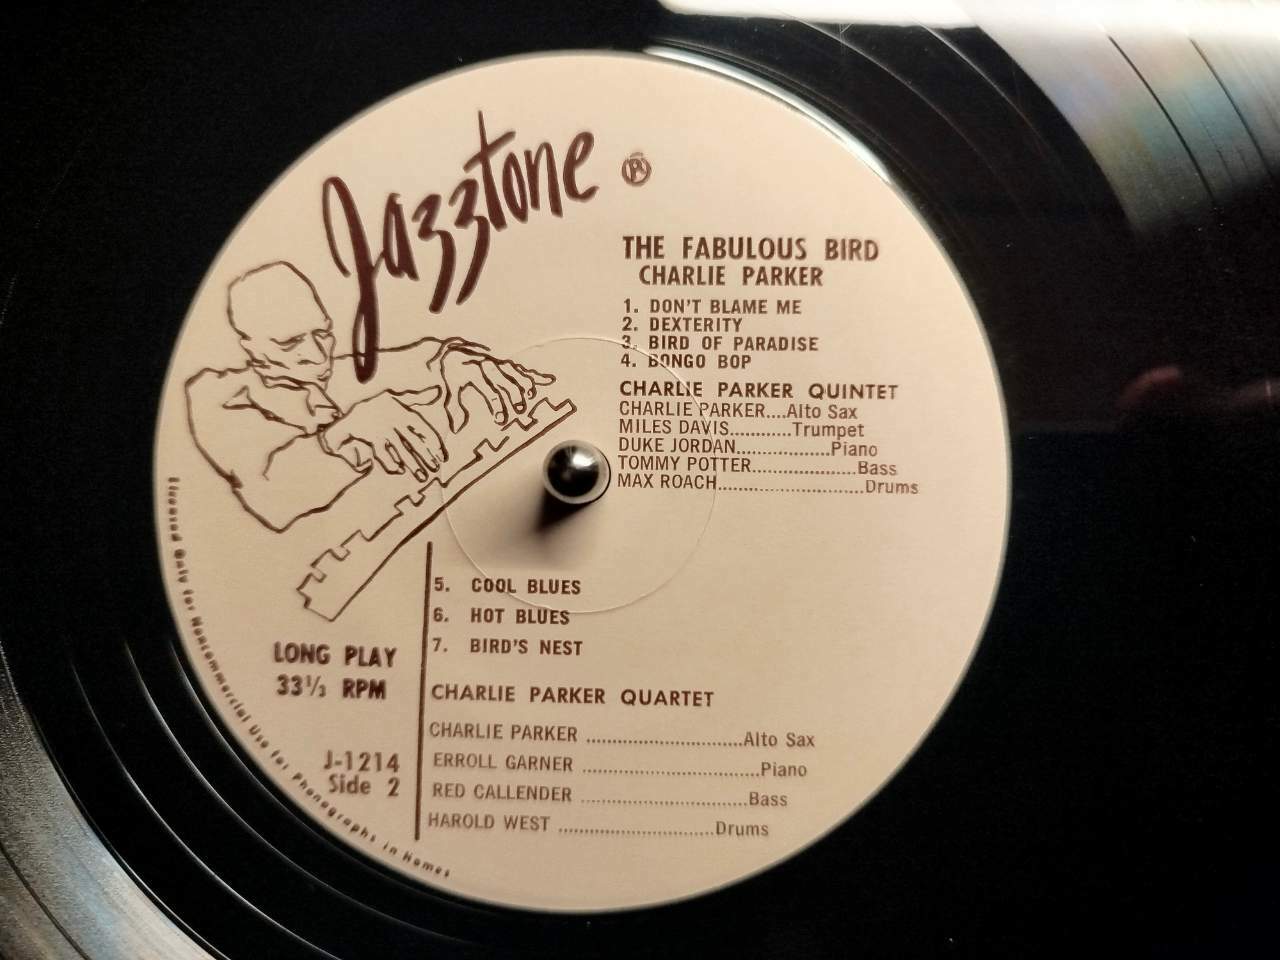 Jazztone ®
THE FABULOUS BIRD
CHARLIE PARKER
1. DON'T BLAME ME
2. DEXTERITY
3. BIRD OF PARADISE
4. BONGO BOP
CHARLIE PARKER QUINTET
CHARLIE PARKER....Alto Sax
MILES DAVIS............Trumpet
DUKE JORDAN..................Piano
TOMMY POTTER....................Bass
MAX ROACH............................Drums
5. COOL BLUES
6. HOT BLUES
7. BIRD'S NEST
CHARLIE PARKER QUARTET
CHARLIE PARKER ............................Alto Sax
ERROLL GARNER ................................Piano
RED CALLENDER ..............................Bass
HAROLD WEST ............................Drums
LONG PLAY
33⅓ RPM
J-1214
Side 2
Licensed Only for Noncommercial Use for Phonographs in Homes